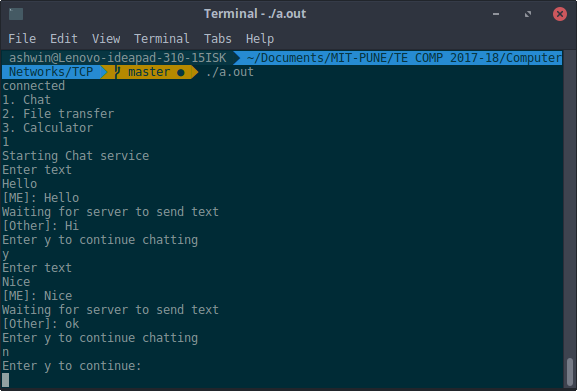 Terminal - ./a.out
File Edit View Terminal Tabs Help
ashwin@Lenovo-ideapad-310-15ISK ~/Documents/MIT-PUNE/TE COMP 2017-18/Computer
Networks/TCP master ● ./a.out
connected
1. Chat
2. File transfer
3. Calculator
1
Starting Chat service
Enter text
Hello
[ME]: Hello
Waiting for server to send text
[Other]: Hi
Enter y to continue chatting
y
Enter text
Nice
[ME]: Nice
Waiting for server to send text
[Other]: ok
Enter y to continue chatting
n
Enter y to continue: